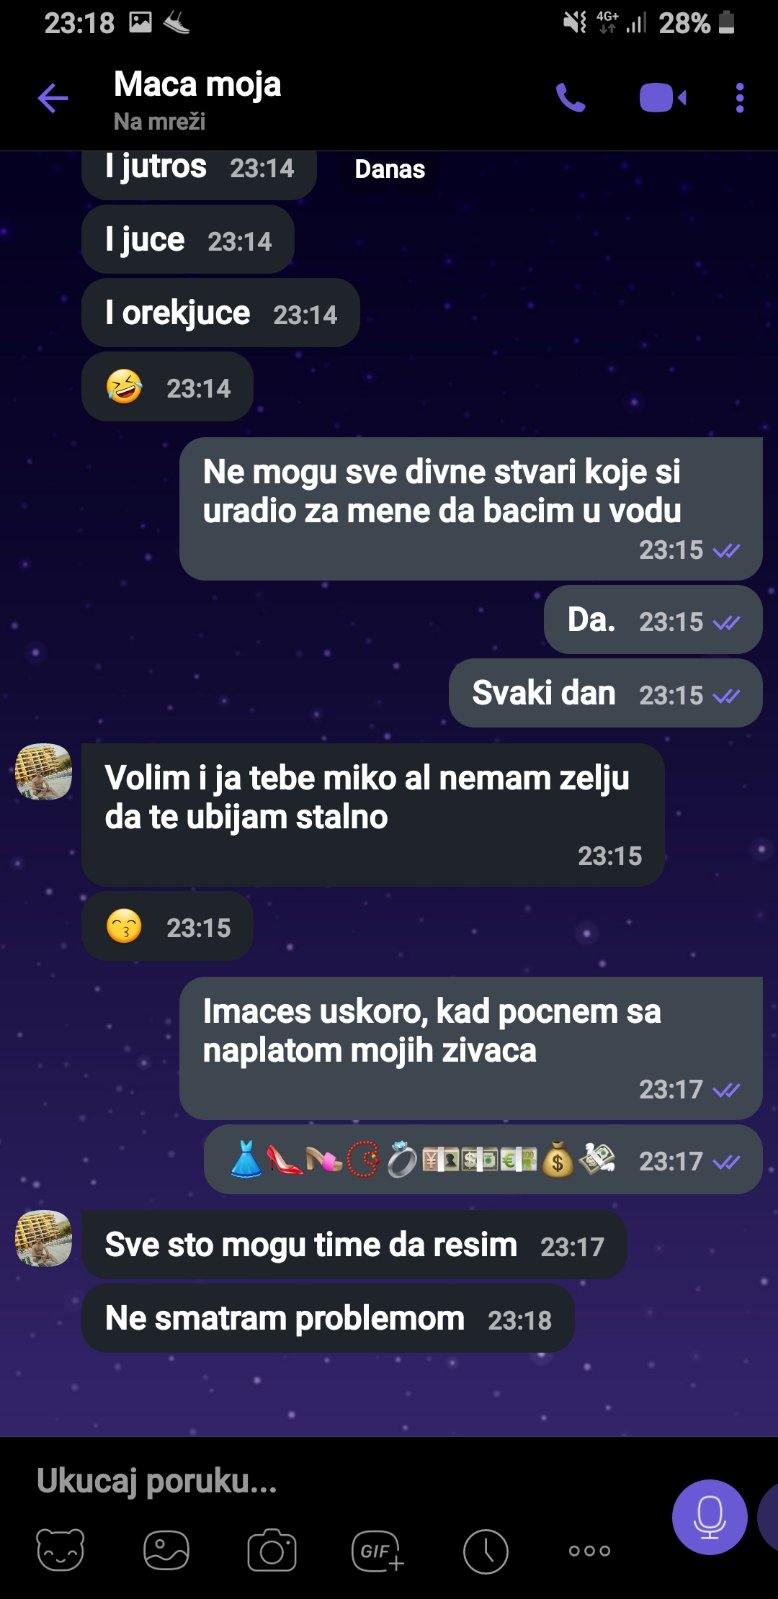 23:18 4G+ 28%
Maca moja
Na mreži
I jutros 23:14
Danas
I juce 23:14
I orekjuce 23:14
🤣 23:14
Ne mogu sve divne stvari koje si
uradio za mene da bacim u vodu
23:15
Da. 23:15
Svaki dan 23:15
Volim i ja tebe miko al nemam zelju
da te ubijam stalno
23:15
😙 23:15
Imaces uskoro, kad pocnem sa
naplatom mojih zivaca
23:17
👗👠👡📿💍💴💵💶💰💸 23:17
Sve sto mogu time da resim 23:17
Ne smatram problemom 23:18
Ukucaj poruku...
GIF